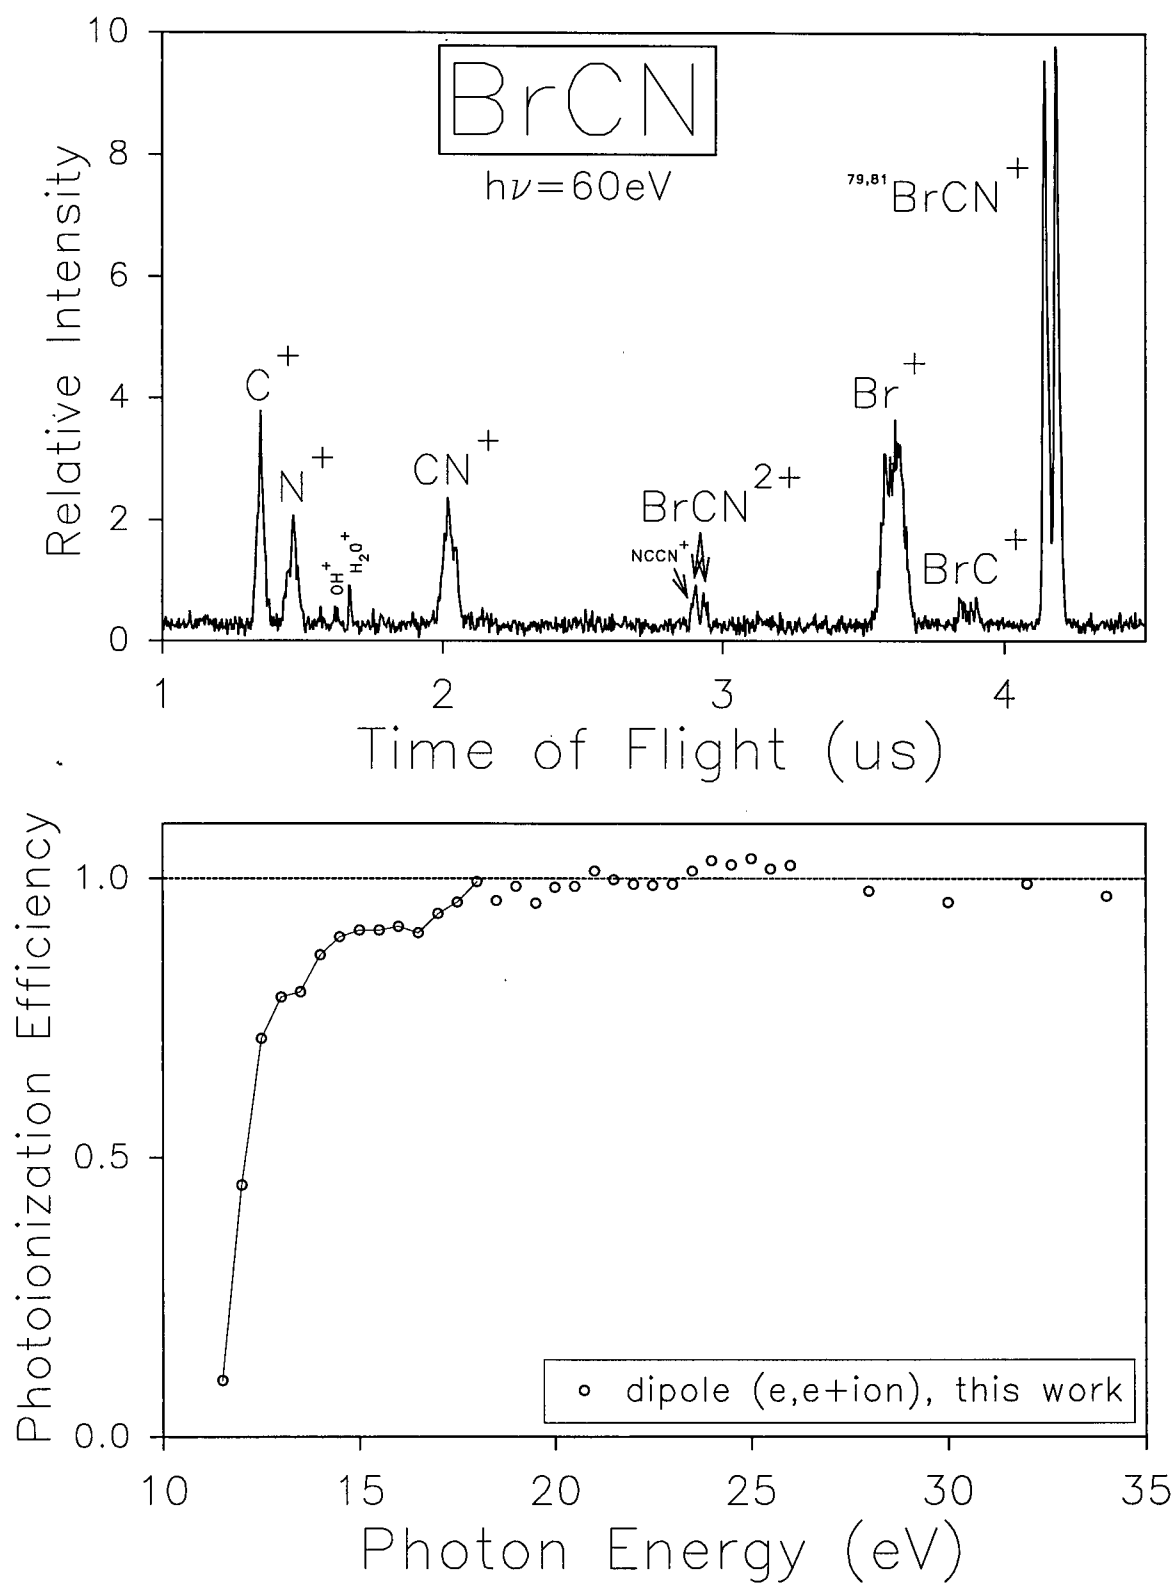 10
8
6
4
2
0
Relative Intensity
BrCN
hν=60eV
79,81BrCN+
C+
N+
OH+
H2O+
CN+
NCCN+
BrCN2+
Br+
BrC+
1 2 3 4
Time of Flight (us)
1.0
0.5
0.0
Photoionization Efficiency
dipole (e,e+ion), this work
10 15 20 25 30 35
Photon Energy (eV)